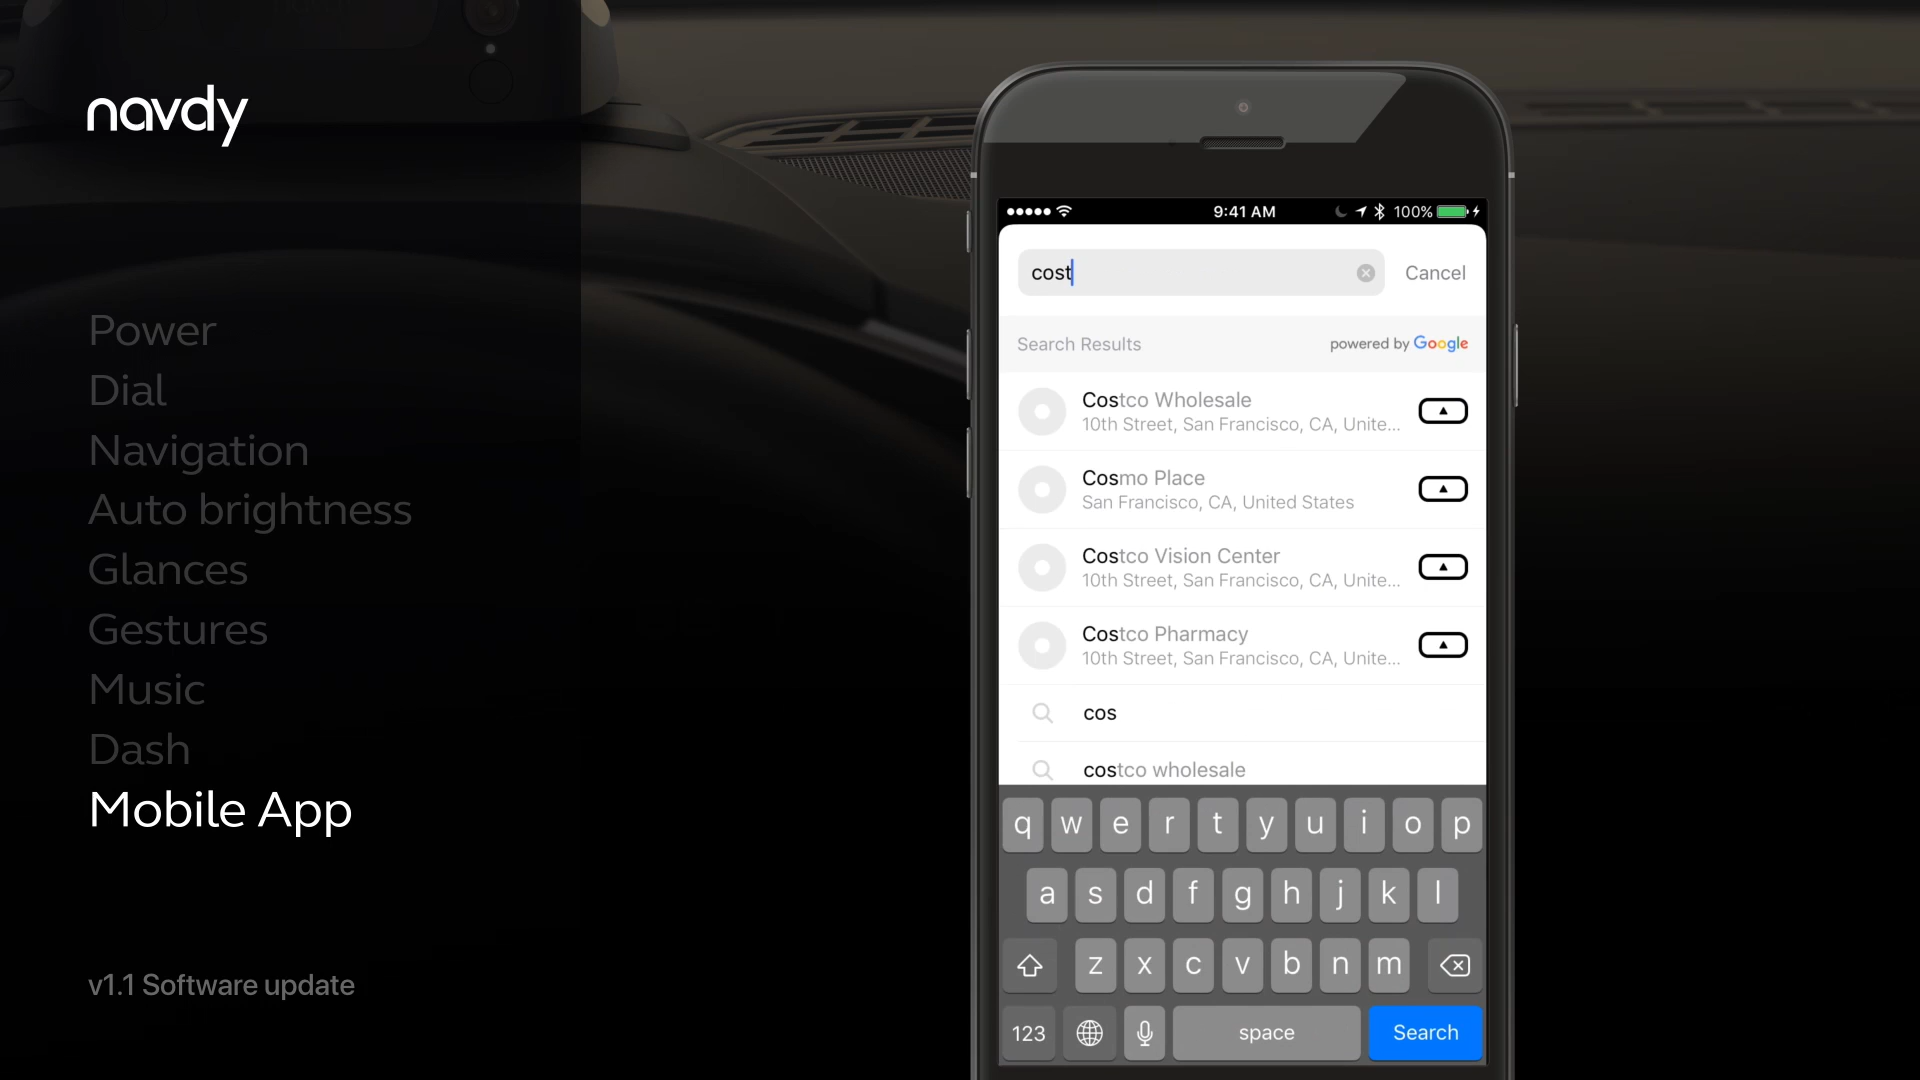 navdy
Power
Dial
Navigation
Auto brightness
Glances
Gestures
Music
Dash
Mobile App
v1.1 Software update
9:41 AM
100%
cost
Cancel
Search Results
powered by Google
Costco Wholesale
10th Street, San Francisco, CA, Unite...
Cosmo Place
San Francisco, CA, United States
Costco Vision Center
10th Street, San Francisco, CA, Unite...
Costco Pharmacy
10th Street, San Francisco, CA, Unite...
cos
costco wholesale
q w e r t y u i o p
a s d f g h j k l
z x c v b n m
123 space Search